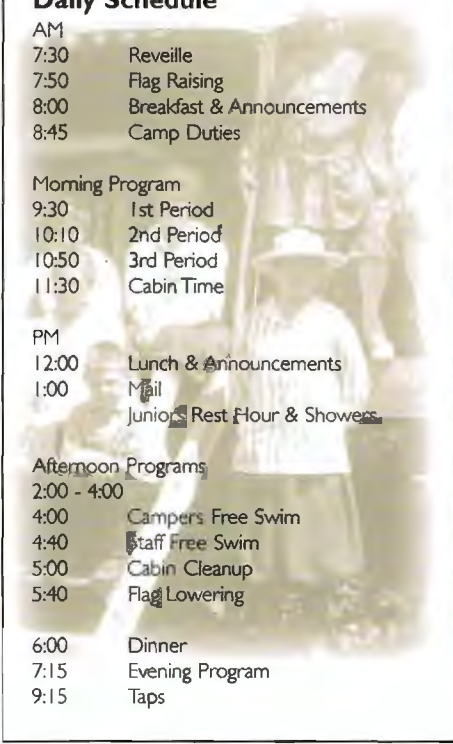 Daily Schedule
AM
7:30 Reveille
7:50 Flag Raising
8:00 Breakfast & Announcements
8:45 Camp Duties
Morning Program
9:30 1st Period
10:10 2nd Period
10:50 3rd Period
11:30 Cabin Time
PM
12:00 Lunch & Announcements
1:00 Mail
Juniors Rest Hour & Showers
Afternoon Programs
2:00 - 4:00
4:00 Campers Free Swim
4:40 Staff Free Swim
5:00 Cabin Cleanup
5:40 Flag Lowering
6:00 Dinner
7:15 Evening Program
9:15 Taps